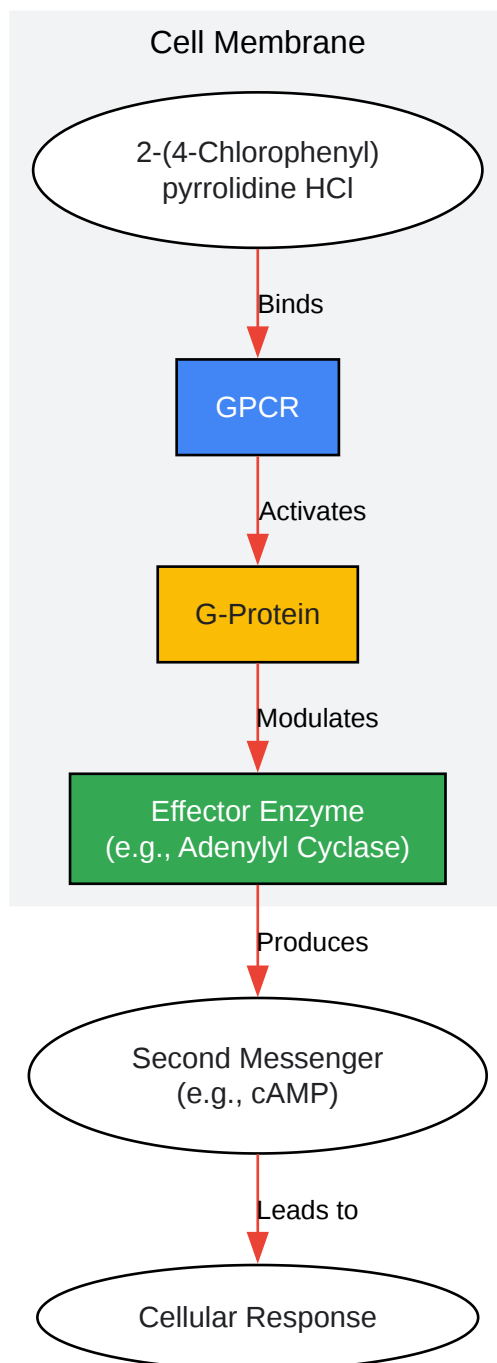 Cell Membrane
2-(4-Chlorophenyl)
pyrrolidine HCl
Binds
GPCR
Activates
G-Protein
Modulates
Effector Enzyme
(e.g., Adenylyl Cyclase)
Produces
Second Messenger
(e.g., cAMP)
Leads to
Cellular Response